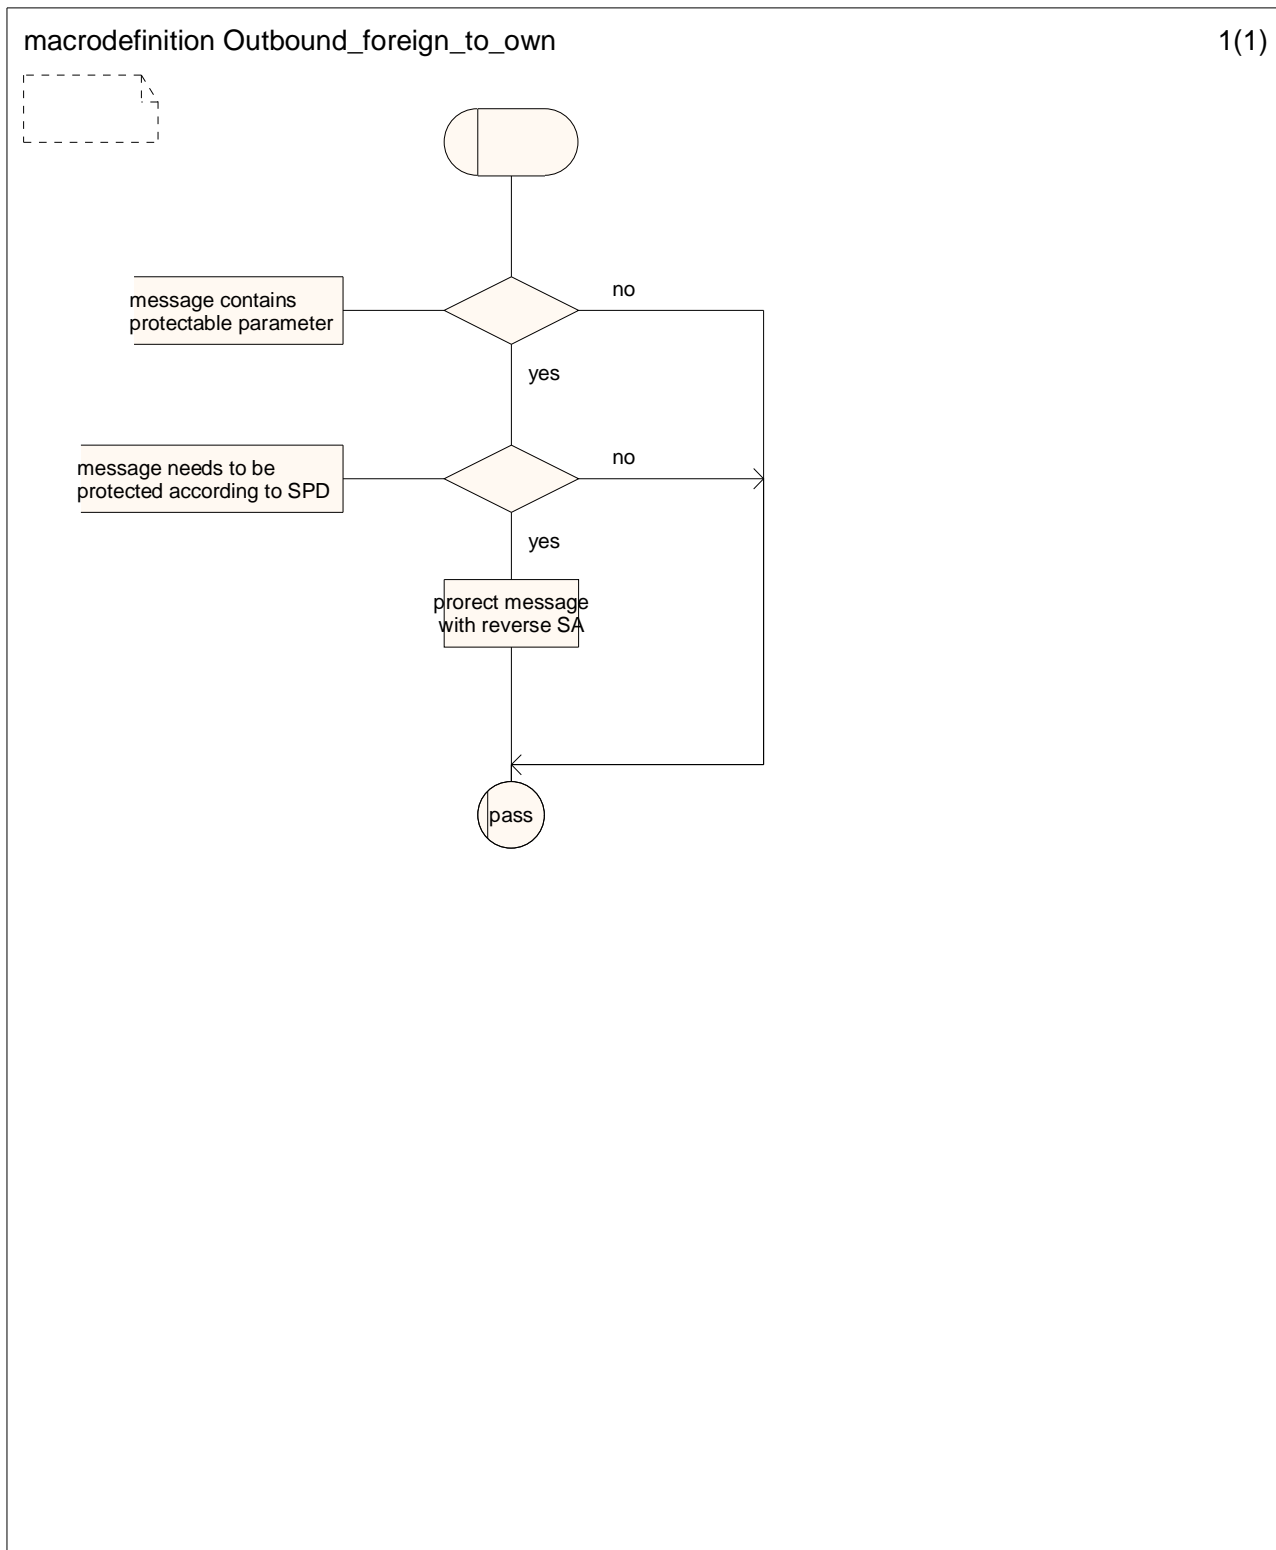 macrodefinition Outbound_foreign_to_own
1(1)
message contains
protectable parameter
no
yes
message needs to be
protected according to SPD
no
yes
prorect message
with reverse SA
pass